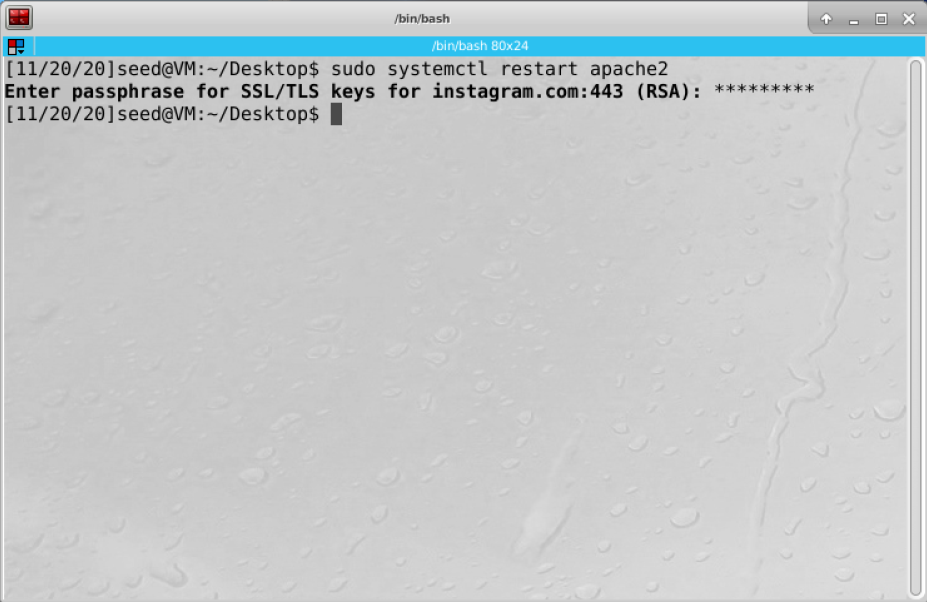 /bin/bash
/bin/bash 80x24
[11/20/20]seed@VM:~/Desktop$ sudo systemctl restart apache2
Enter passphrase for SSL/TLS keys for instagram.com:443 (RSA): *********
[11/20/20]seed@VM:~/Desktop$